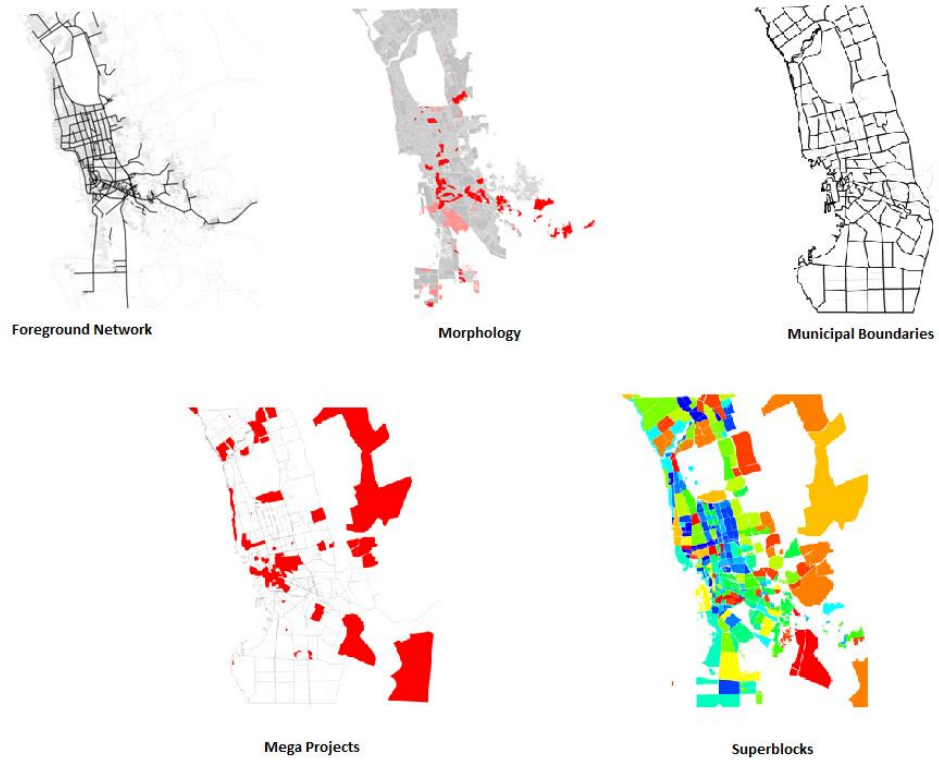 Foreground Network
Morphology
Municipal Boundaries
Mega Projects
Superblocks